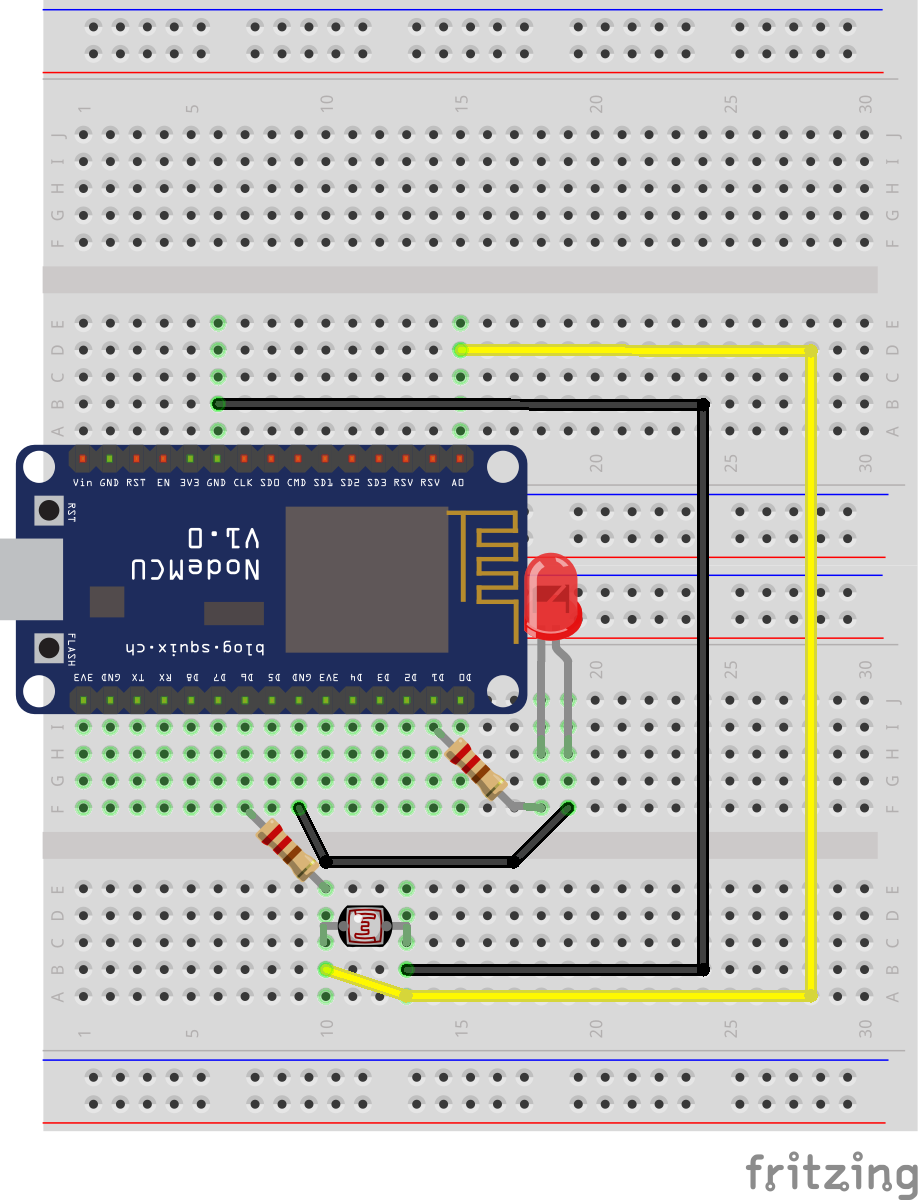 1 5 10 15 20 25 30
J J
I I
H H
G G
F F
E E
D D
C C
B B
A A
Vin GND RST EN 3V3 GND CLK SD0 CMD SD1 SD2 SD3 RSV RSV A0
20 25 30
RST
V1.0
NodeMCU
FLASH
blog.squix.ch
3V3 GND TX RX D8 D7 D6 D5 GND 3V3 D4 D3 D2 D1 D0
20 25 30
J
I I
H H
G G
F F
E E
D D
C C
B B
A A
1 5 10 15 20 25 30
fritzing